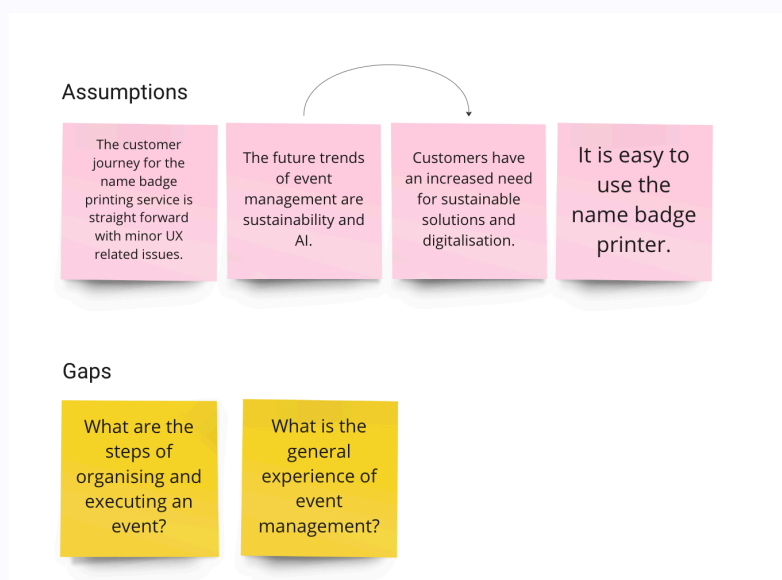 Assumptions
The customer
journey for the
name badge
printing service is
straight forward
with minor UX
related issues.
The future trends
of event
management are
sustainability and
AI.
Customers have
an increased need
for sustainable
solutions and
digitalisation.
It is easy to
use the
name badge
printer.
Gaps
What are the
steps of
organising and
executing an
event?
What is the
general
experience of
event
management?